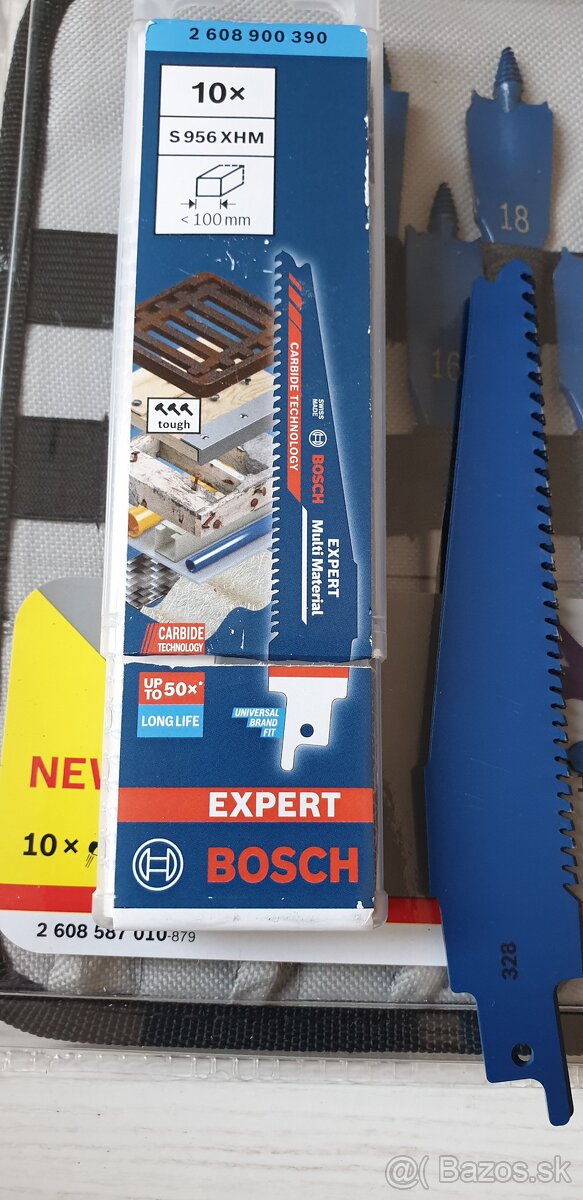 2 608 900 390
10×
S 956 XHM
< 100 mm
tough
CARBIDE TECHNOLOGY
SWISS
MADE
BOSCH
EXPERT
Multi Material
CARBIDE
TECHNOLOGY
UP
TO 50×*
LONG LIFE
UNIVERSAL
BRAND
FIT
EXPERT
BOSCH
18
16
NEW
10 ×
2 608 587 010-879
328
@( Bazos.sk